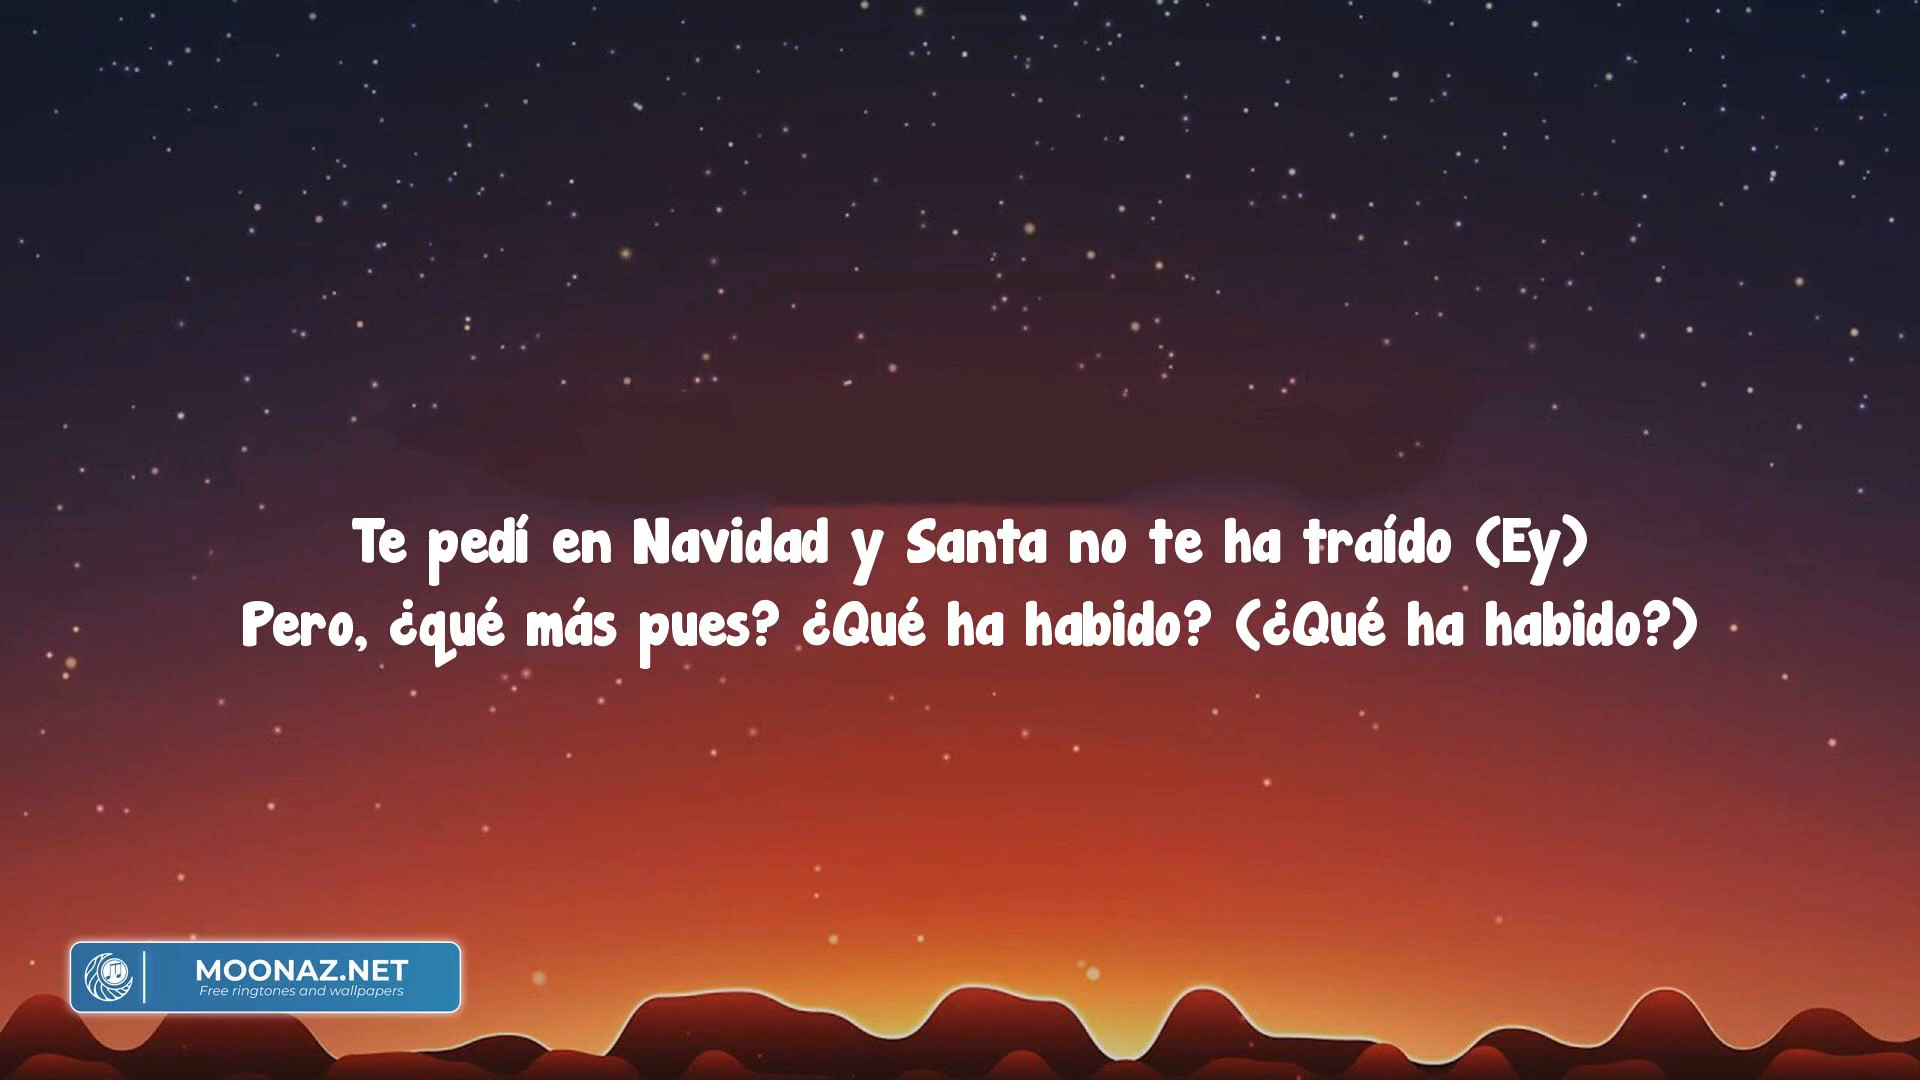 Te pedí en Navidad y Santa no te ha traído (Ey)
Pero, ¿qué más pues? ¿Qué ha habido? (¿Qué ha habido?)
MOONAZ.NET
Free ringtones and wallpapers